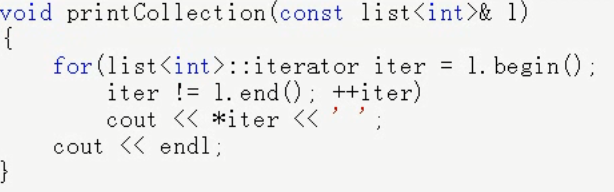 void printCollection(const list<int>& l)
{
    for(list<int>::iterator iter = l.begin();
        iter != l.end(); ++iter)
        cout << *iter << ' ';
    cout << endl;
}